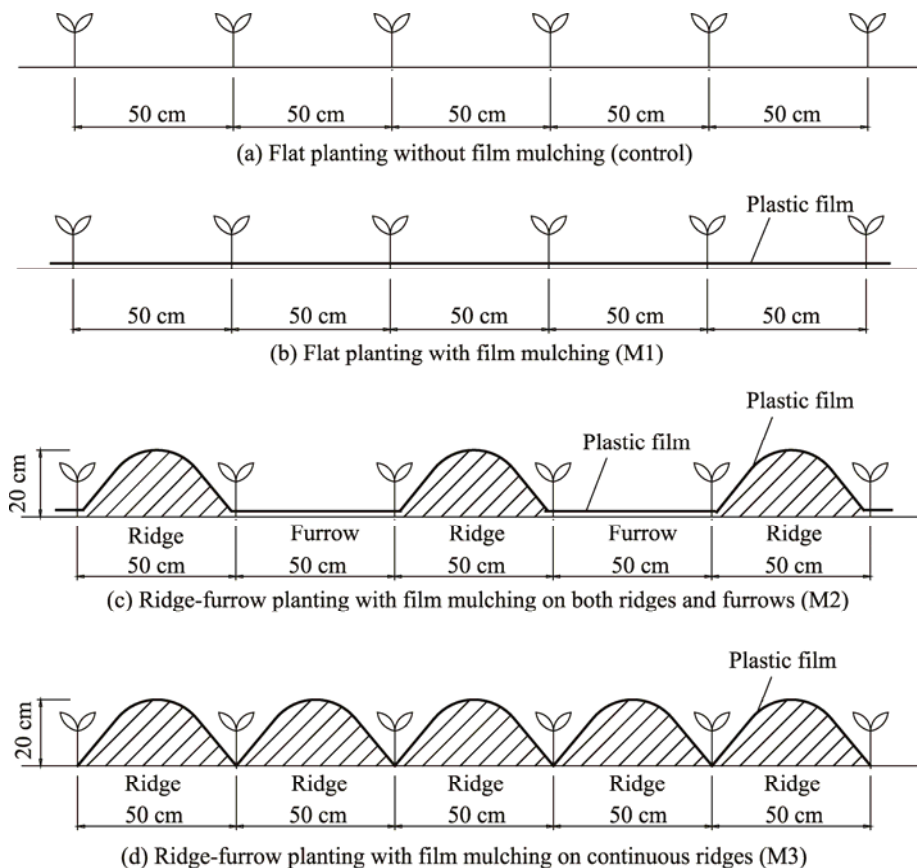 50 cm 50 cm 50 cm 50 cm 50 cm
(a) Flat planting without film mulching (control)
Plastic film
50 cm 50 cm 50 cm 50 cm 50 cm
(b) Flat planting with film mulching (M1)
Plastic film
Plastic film
20 cm
Ridge Furrow Ridge Furrow Ridge
50 cm 50 cm 50 cm 50 cm 50 cm
(c) Ridge-furrow planting with film mulching on both ridges and furrows (M2)
Plastic film
20 cm
Ridge Ridge Ridge Ridge Ridge
50 cm 50 cm 50 cm 50 cm 50 cm
(d) Ridge-furrow planting with film mulching on continuous ridges (M3)